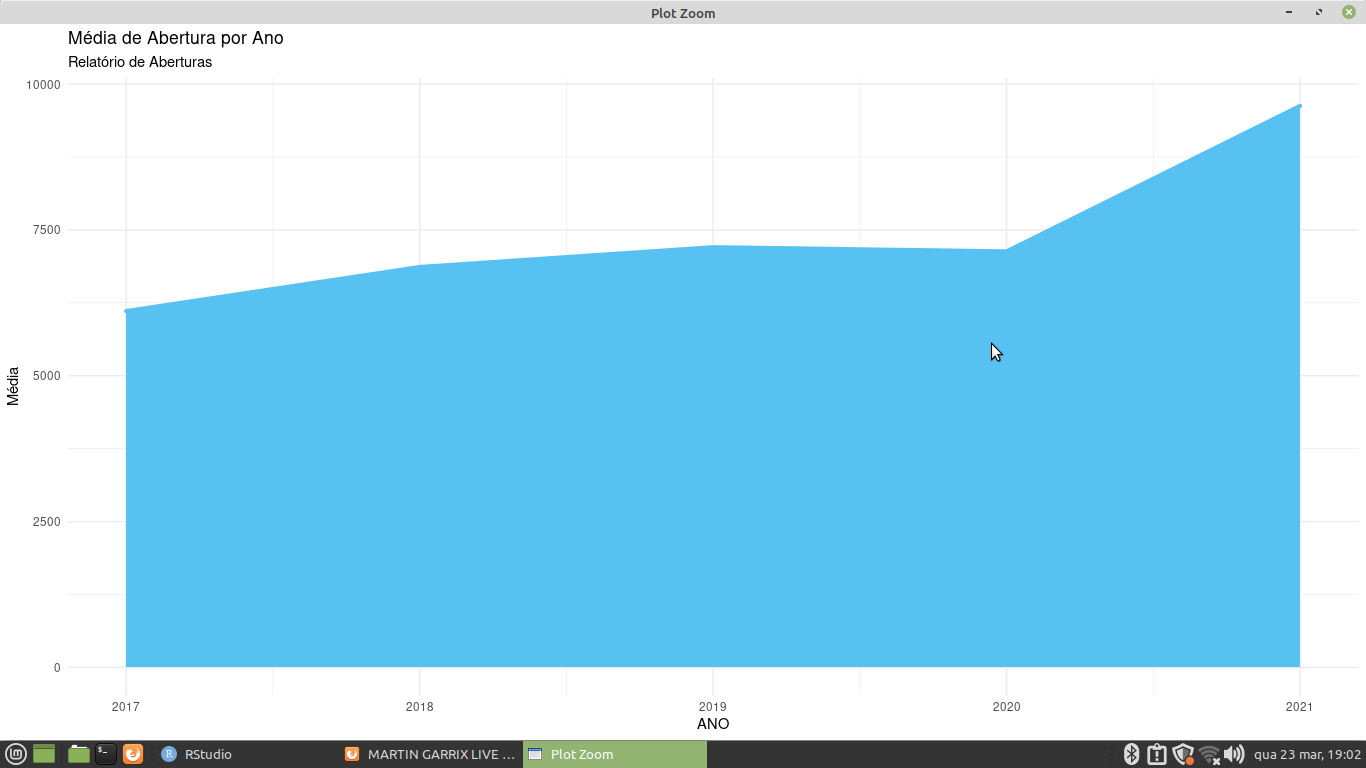 Plot Zoom
Média de Abertura por Ano
Relatório de Aberturas
10000
7500
5000
2500
0
Média
2017 2018 2019 2020 2021
ANO
RStudio MARTIN GARRIX LIVE ... Plot Zoom qua 23 mar, 19:02